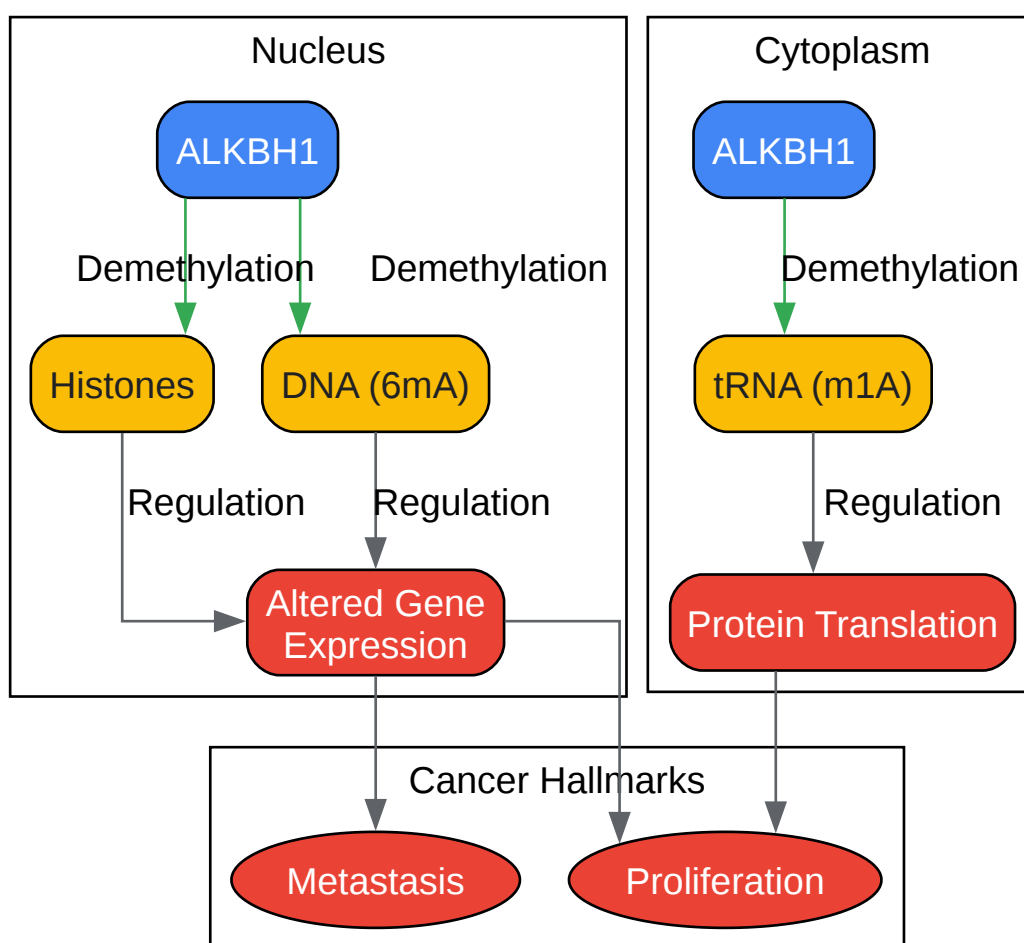 Nucleus
Cytoplasm
ALKBH1
ALKBH1
Demethylation
Demethylation
Demethylation
Histones
DNA (6mA)
tRNA (m1A)
Regulation
Regulation
Regulation
Altered Gene
Expression
Protein Translation
Cancer Hallmarks
Metastasis
Proliferation